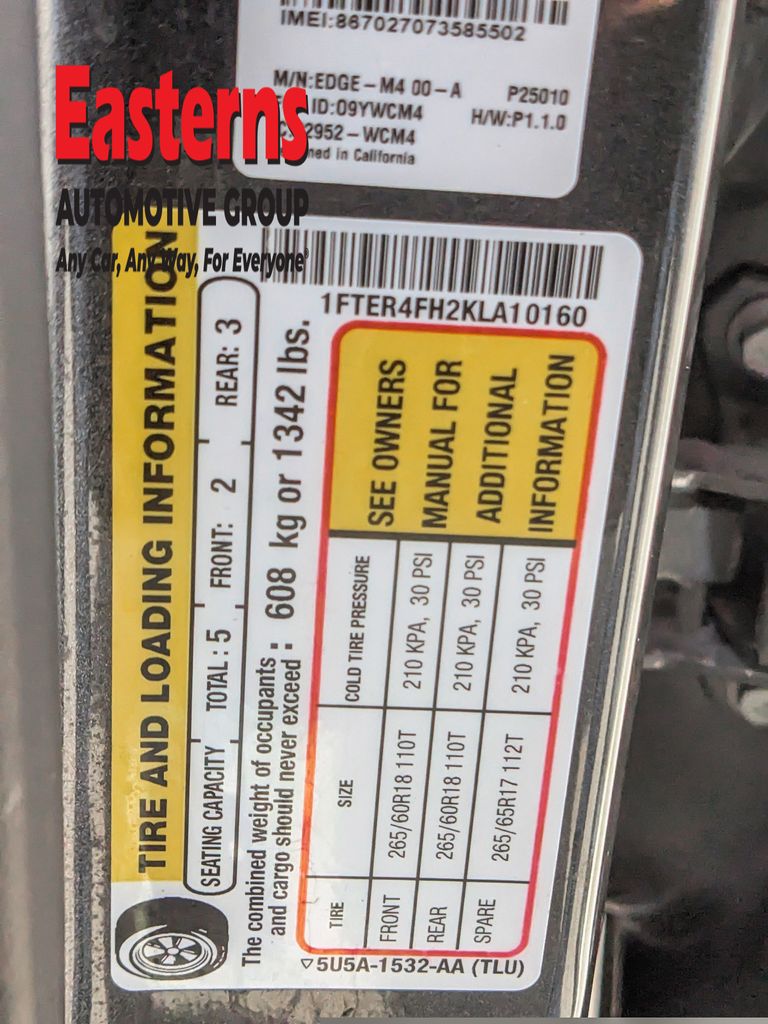 IMEI:867027073585502
M/N:EDGE-M4 00-A
P25010
ID:09YWCM4
H/W:P1.1.0
2952-WCM4
in California
Easterns
AUTOMOTIVE GROUP
Any Car, Any Way, For Everyone®
1FTER4FH2KLA10160
TIRE AND LOADING INFORMATION
SEATING CAPACITY TOTAL: 5 FRONT: 2 REAR: 3
The combined weight of occupants
and cargo should never exceed : 608 kg or 1342 lbs.
TIRE SIZE COLD TIRE PRESSURE
FRONT 265/60R18 110T 210 KPA, 30 PSI
REAR 265/60R18 110T 210 KPA, 30 PSI
SPARE 265/65R17 112T 210 KPA, 30 PSI
SEE OWNERS
MANUAL FOR
ADDITIONAL
INFORMATION
5U5A-1532-AA (TLU)